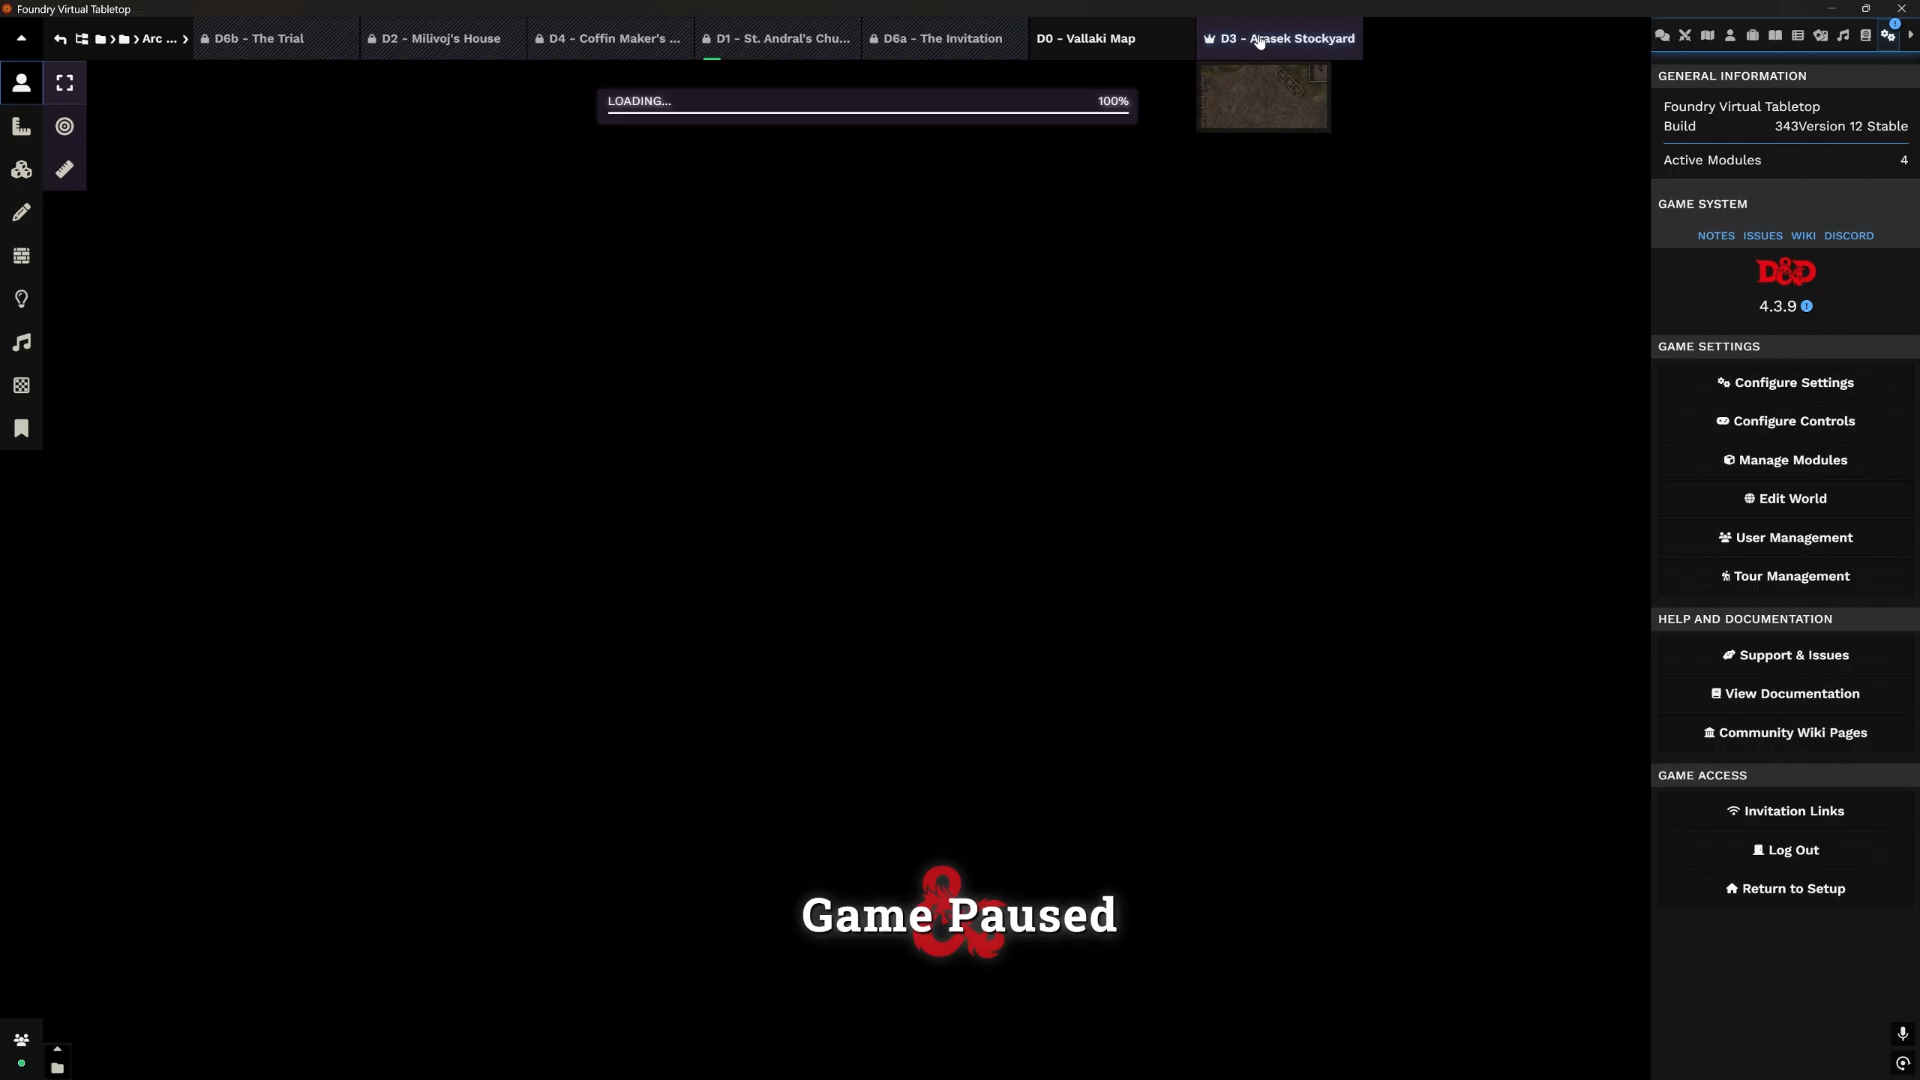 Foundry Virtual Tabletop
Arc ...
D6b - The Trial
D2 - Milivoj's House
D4 - Coffin Maker's ...
D1 - St. Andral's Chu...
D6a - The Invitation
D0 - Vallaki Map
D3 - Arasek Stockyard
LOADING...
100%
GENERAL INFORMATION
Foundry Virtual Tabletop
Build 343Version 12 Stable
Active Modules 4
GAME SYSTEM
NOTES ISSUES WIKI DISCORD
D&D
4.3.9
GAME SETTINGS
Configure Settings
Configure Controls
Manage Modules
Edit World
User Management
Tour Management
HELP AND DOCUMENTATION
Support & Issues
View Documentation
Community Wiki Pages
GAME ACCESS
Invitation Links
Log Out
Return to Setup
Game Paused